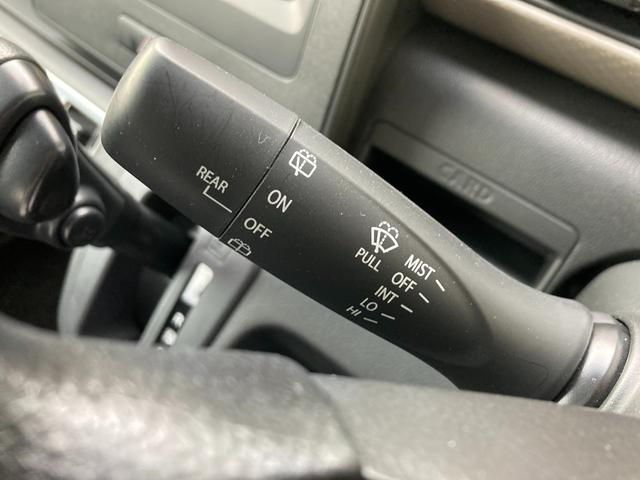 REAR
ON
OFF
PULL
MIST
OFF
INT
LO
HI
CARD